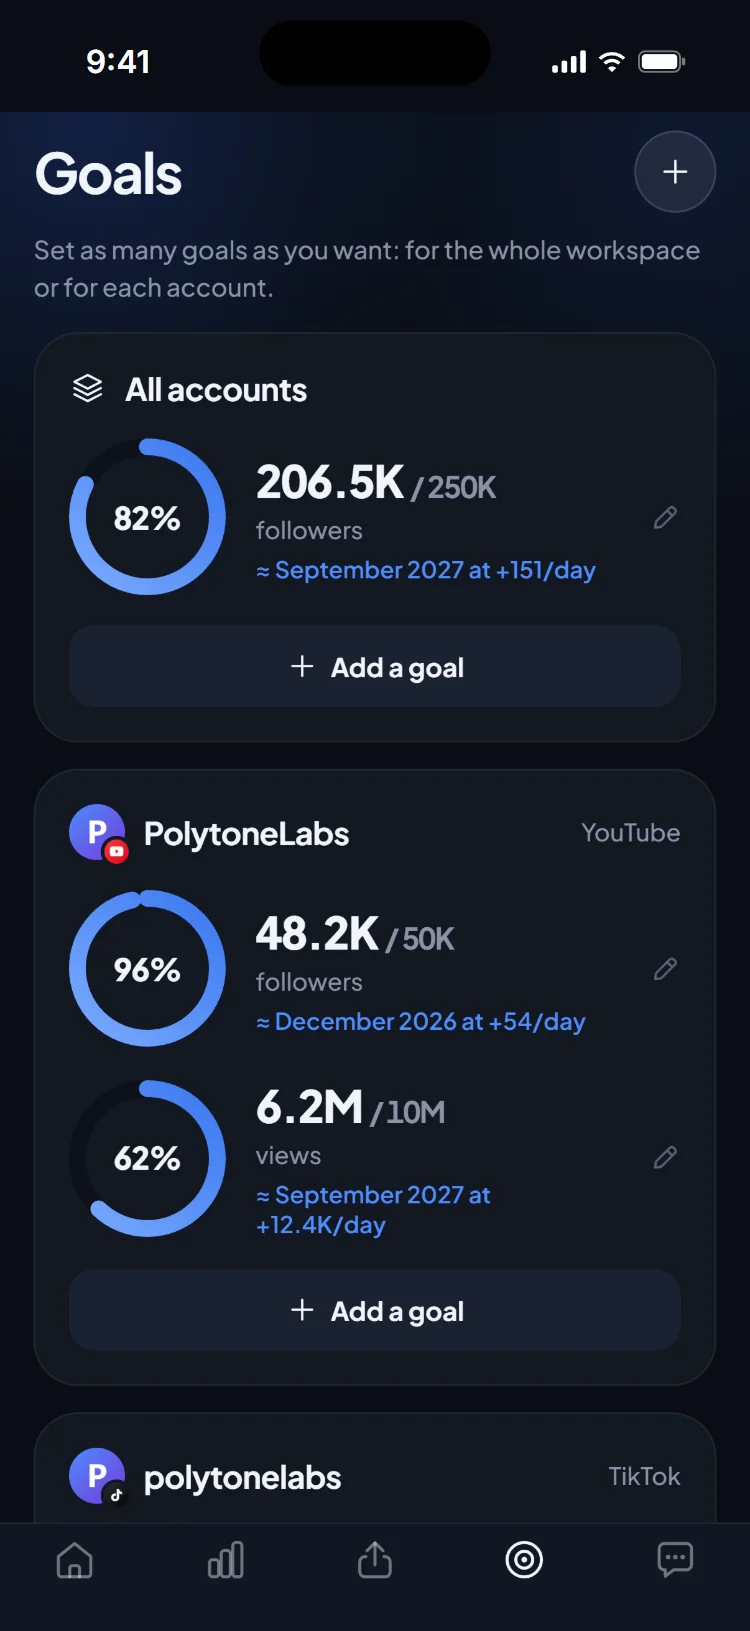 9:41
Goals
Set as many goals as you want: for the whole workspace
or for each account.
All accounts
82%
206.5K / 250K
followers
≈ September 2027 at +151/day
+ Add a goal
P PolytoneLabs YouTube
96%
48.2K / 50K
followers
≈ December 2026 at +54/day
62%
6.2M / 10M
views
≈ September 2027 at
+12.4K/day
+ Add a goal
P polytonelabs TikTok